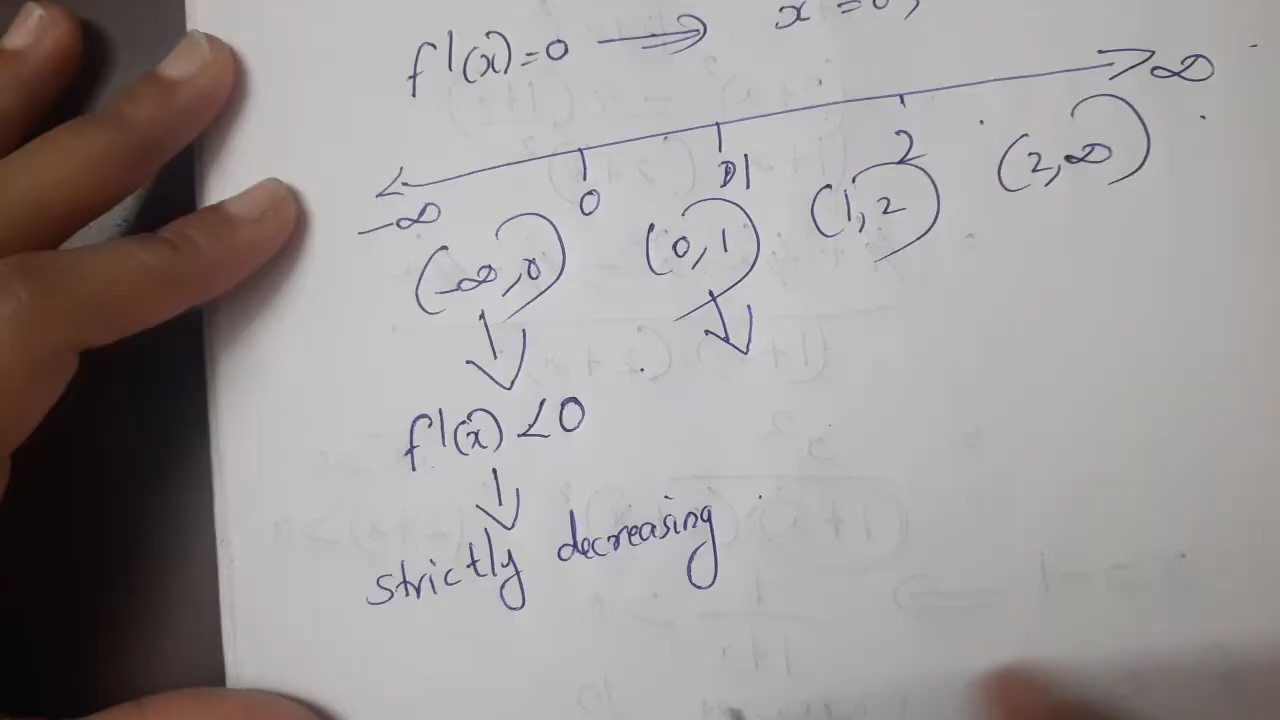 f'(x)=0 ⟹ x=0,
-∞ 0 1 2 ∞
(-∞,0) (0,1) (1,2) (2,∞)
f'(x)<0
strictly decreasing